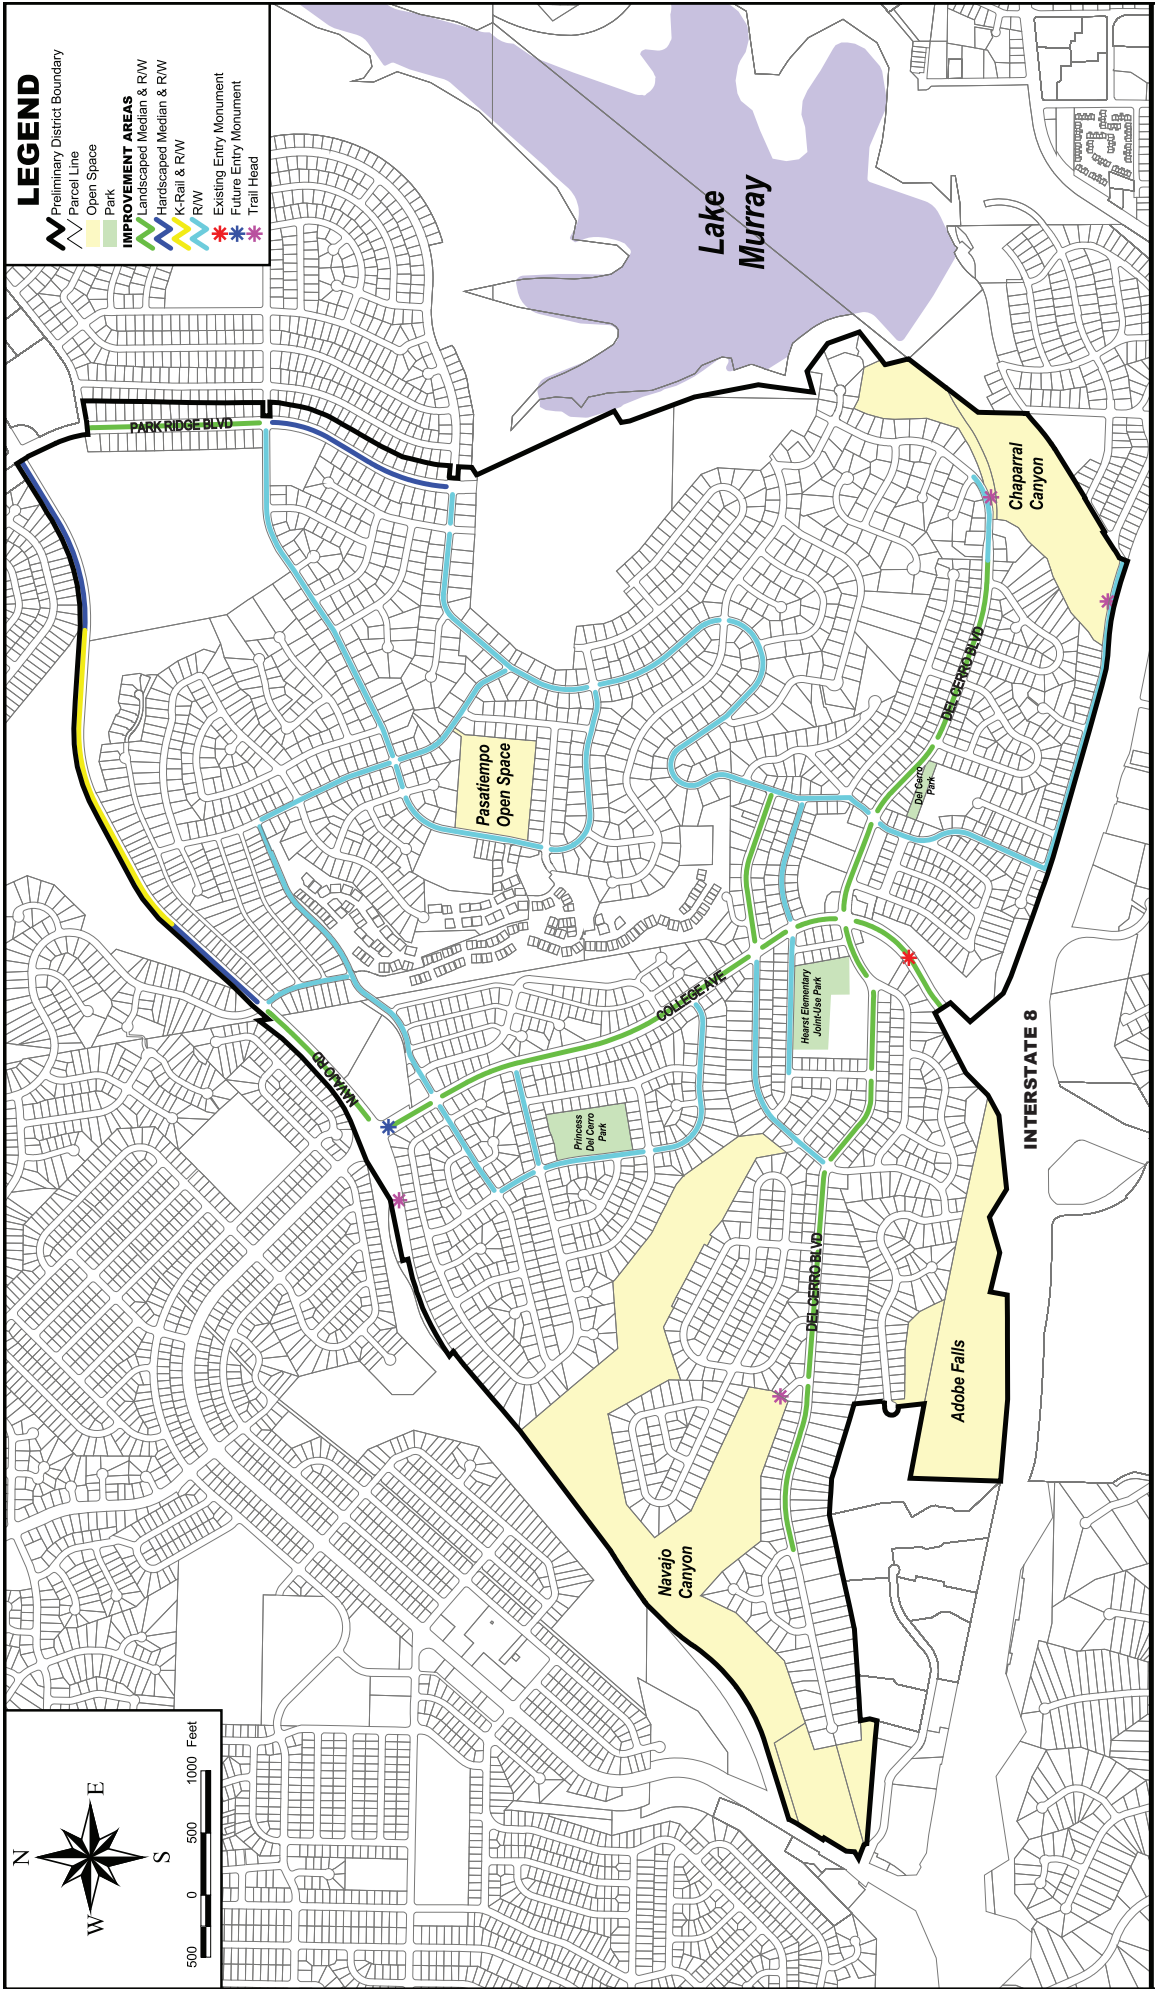 LEGEND
Preliminary District Boundary
Parcel Line
Open Space
Park
IMPROVEMENT AREAS
Landscaped Median & R/W
Hardscaped Median & R/W
K-Rail & R/W
R/W
Existing Entry Monument
Future Entry Monument
Trail Head
Lake
Murray
PARK RIDGE BLVD
Chaparral
Canyon
DEL CERRO BLVD
Del Cerro
Park
Pasatiempo
Open Space
COLLEGE AVE
NAVAJO RD
Hearst Elementary
Joint-Use Park
INTERSTATE 8
Princess
Del Cerro
Park
DEL CERRO BLVD
Adobe Falls
Navajo
Canyon
N
W
E
S
500 0 500 1000 Feet